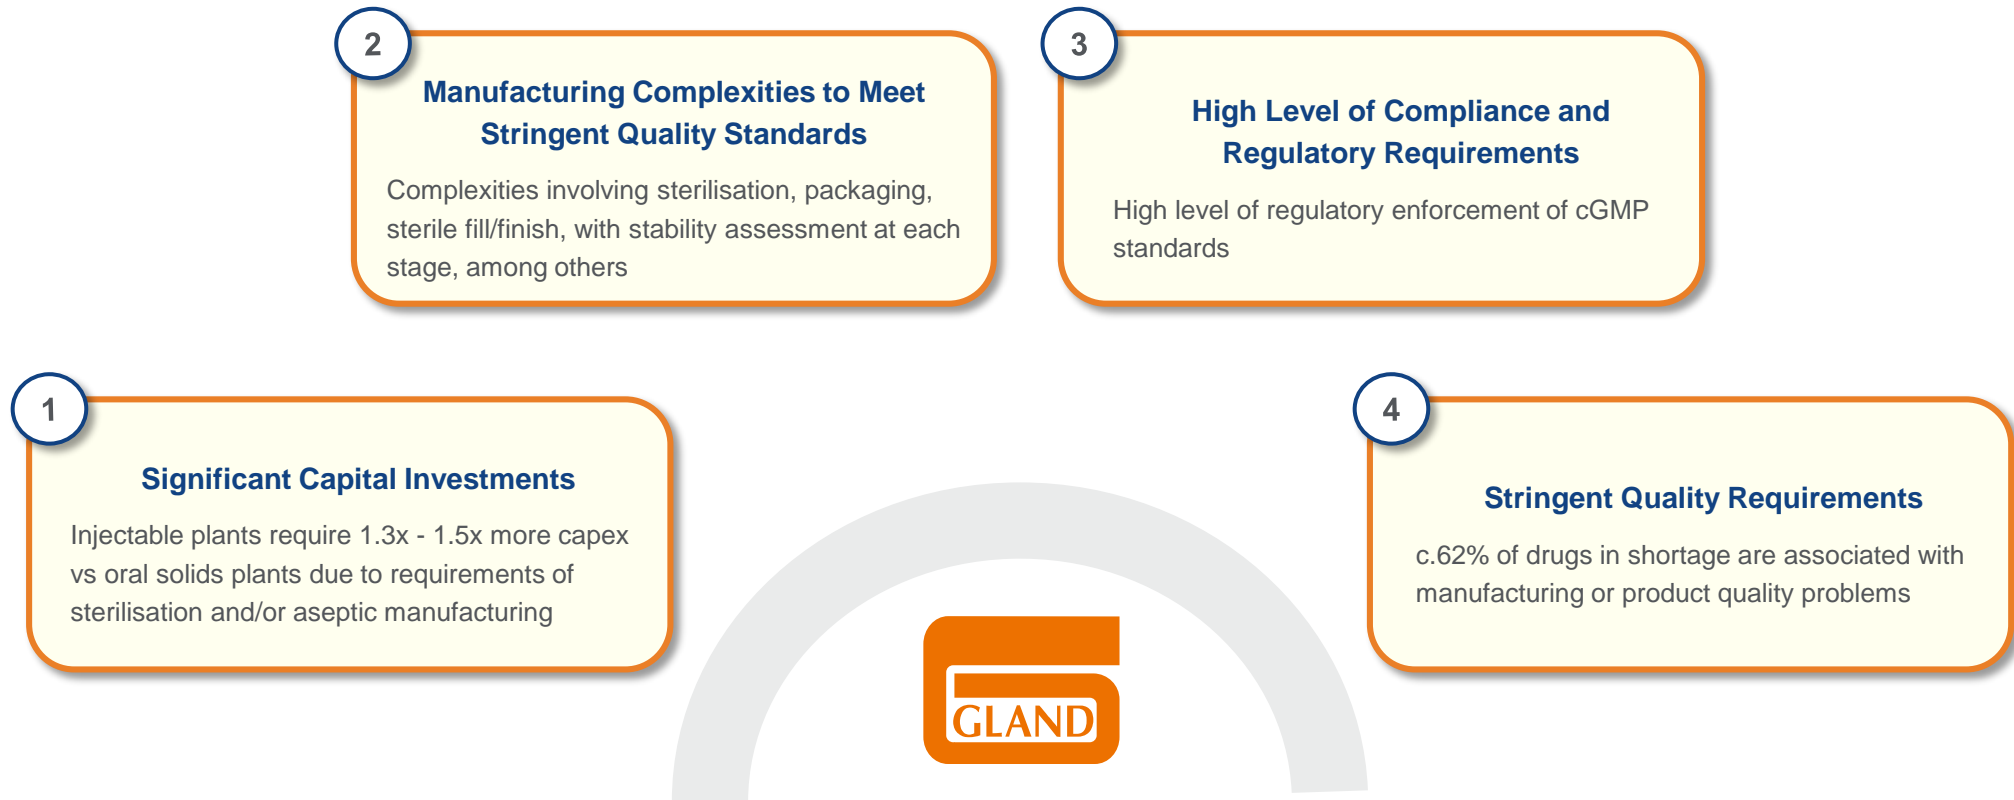 2
Manufacturing Complexities to Meet
Stringent Quality Standards
Complexities involving sterilisation, packaging,
sterile fill/finish, with stability assessment at each
stage, among others
3
High Level of Compliance and
Regulatory Requirements
High level of regulatory enforcement of cGMP
standards
1
Significant Capital Investments
Injectable plants require 1.3x - 1.5x more capex
vs oral solids plants due to requirements of
sterilisation and/or aseptic manufacturing
4
Stringent Quality Requirements
c.62% of drugs in shortage are associated with
manufacturing or product quality problems
GLAND